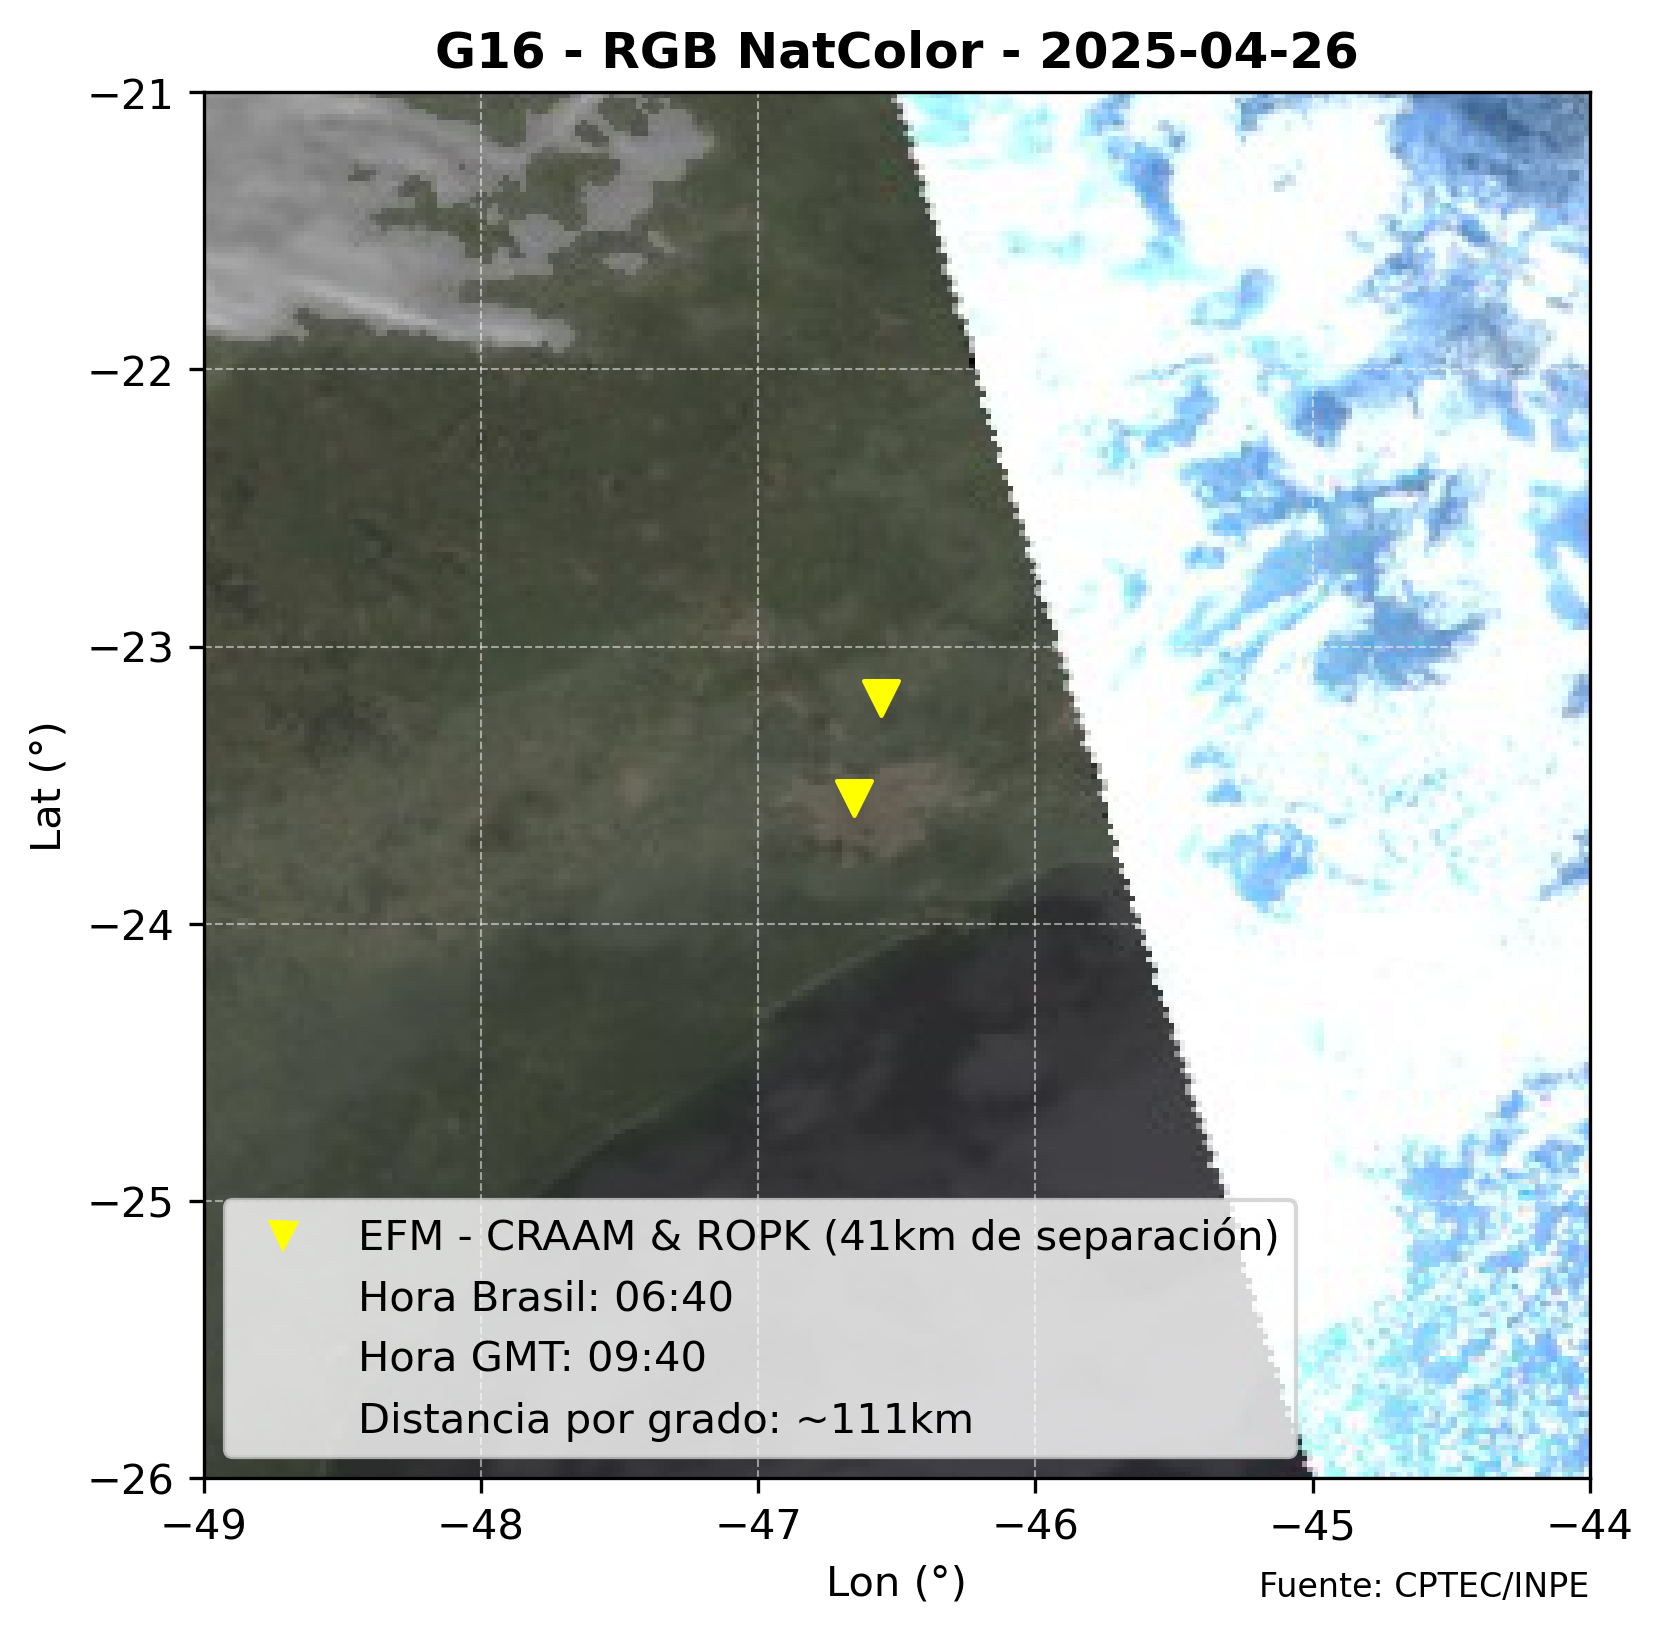 G16 - RGB NatColor - 2025-04-26
−21
−22
−23
−24
−25
−26
Lat (°)
EFM - CRAAM & ROPK (41km de separación)
Hora Brasil: 06:40
Hora GMT: 09:40
Distancia por grado: ~111km
−49 −48 −47 −46 −45 −44
Lon (°)
Fuente: CPTEC/INPE